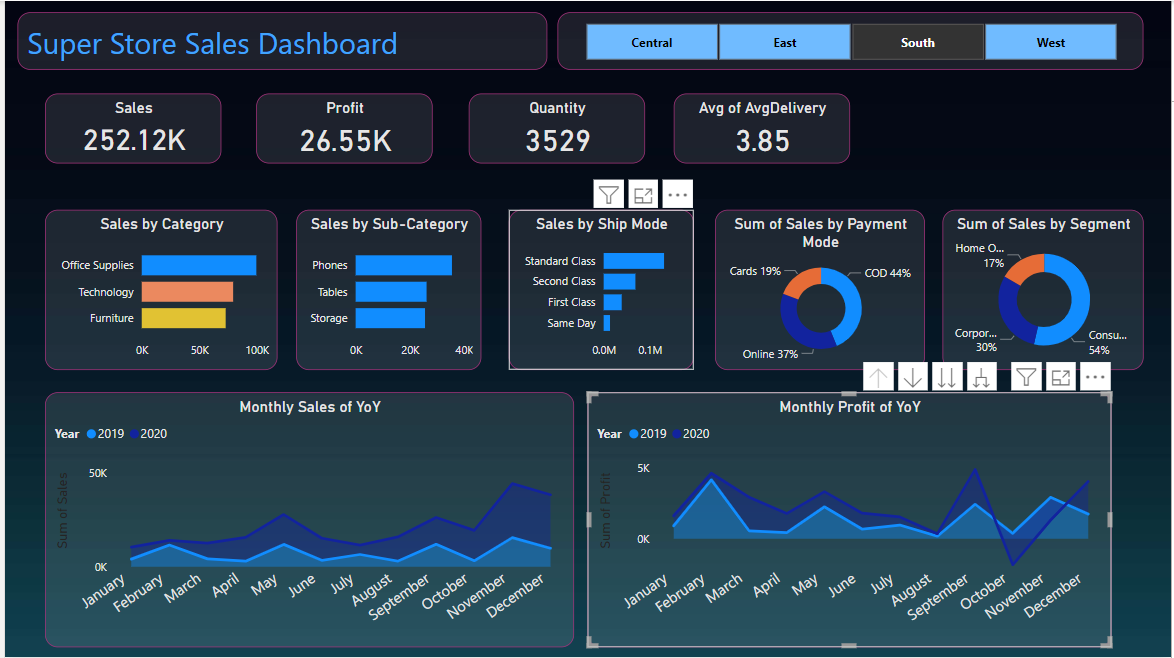 Super Store Sales Dashboard
Central East South West
Sales Profit Quantity Avg of AvgDelivery
252.12K 26.55K 3529 3.85
Sales by Category
Office Supplies
Technology
Furniture
0K 50K 100K
Sales by Sub-Category
Phones
Tables
Storage
0K 20K 40K
Sales by Ship Mode
Standard Class
Second Class
First Class
Same Day
0.0M 0.1M
Sum of Sales by Payment
Mode
Cards 19% COD 44%
Online 37%
Sum of Sales by Segment
Home O...
17%
Corpor...
30%
Consu...
54%
Monthly Sales of YoY
Year 2019 2020
Sum of Sales
50K
0K
January February March April May June July August September October November December
Monthly Profit of YoY
Year 2019 2020
Sum of Profit
5K
0K
January February March April May June July August September October November December